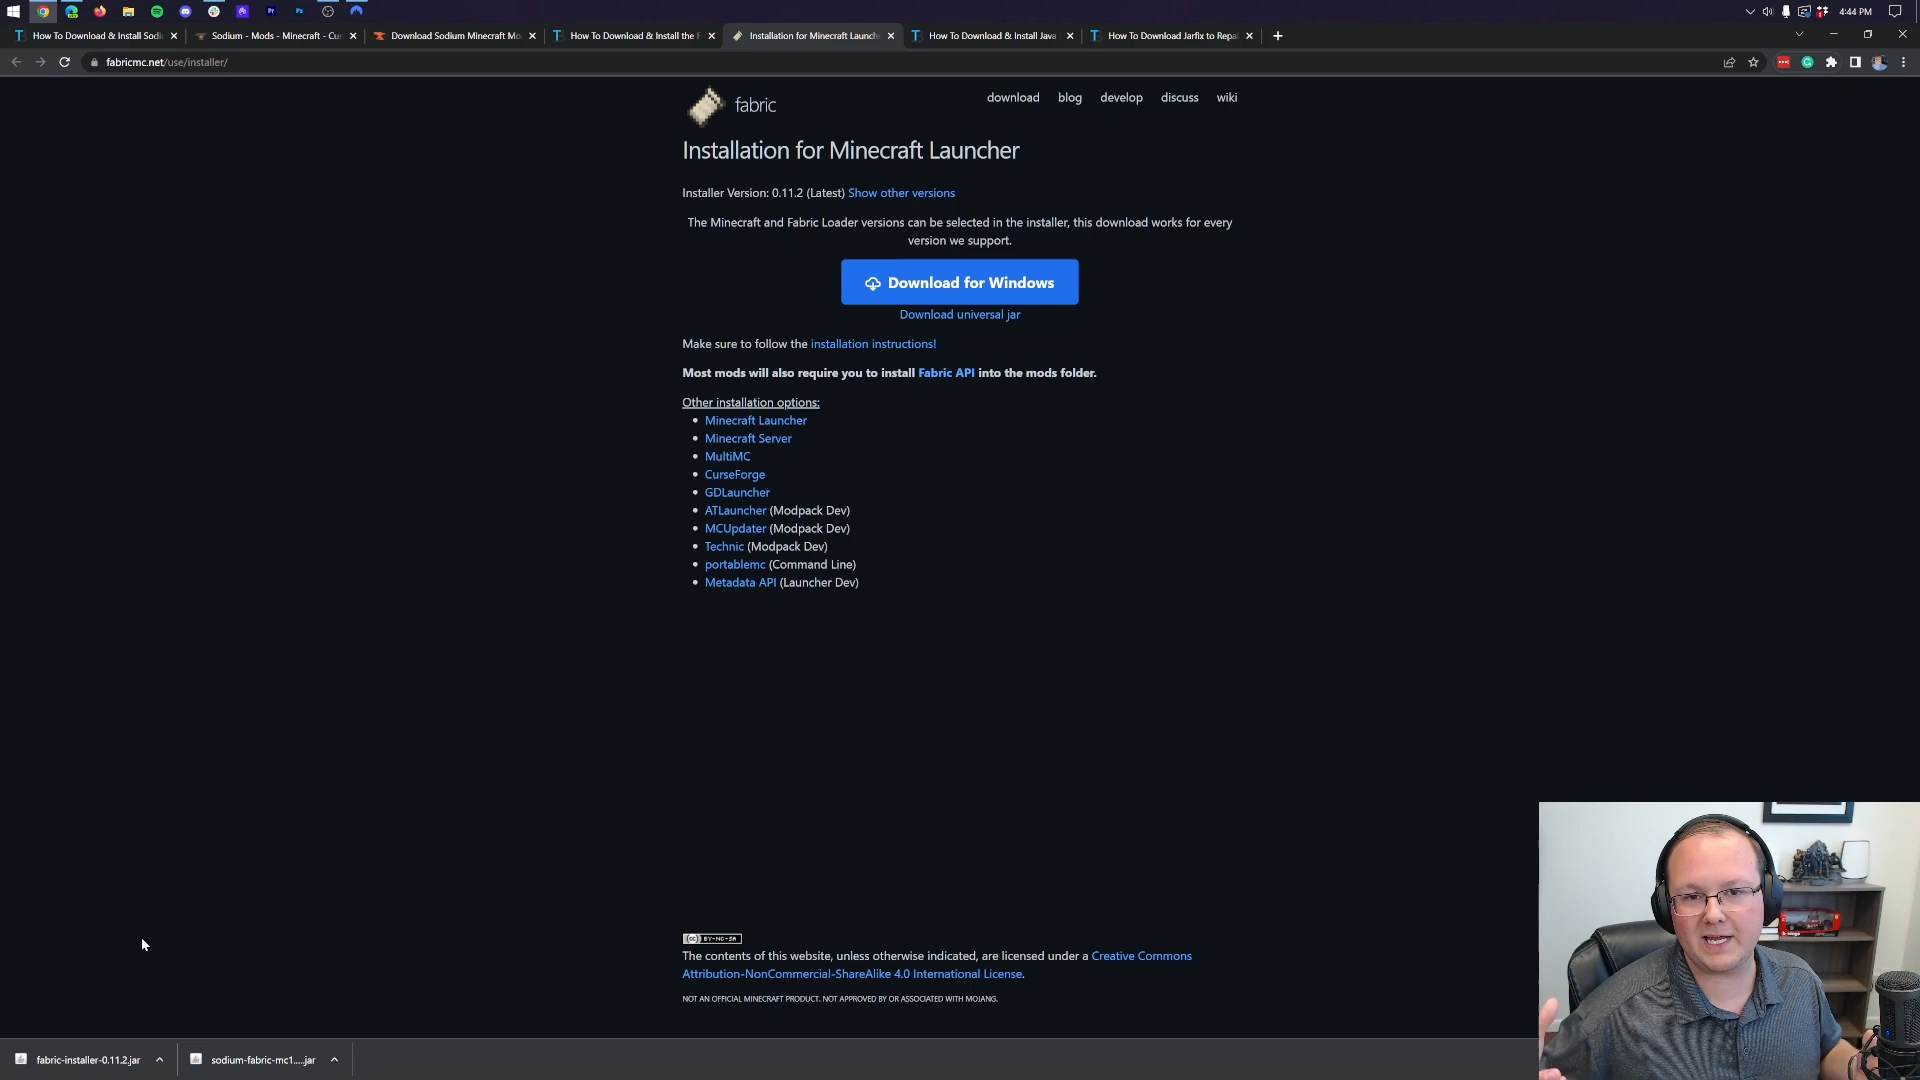 4:44 PM
How To Download & Install Sodi
Sodium - Mods - Minecraft - Cu
Download Sodium Minecraft Mo
How To Download & Install the F
Installation for Minecraft Launch
How To Download & Install Java
How To Download Jarfix to Repa
fabricmc.net/use/installer/
fabric
download blog develop discuss wiki
Installation for Minecraft Launcher
Installer Version: 0.11.2 (Latest) Show other versions
The Minecraft and Fabric Loader versions can be selected in the installer, this download works for every
version we support.
Download for Windows
Download universal jar
Make sure to follow the installation instructions!
Most mods will also require you to install Fabric API into the mods folder.
Other installation options:
Minecraft Launcher
Minecraft Server
MultiMC
CurseForge
GDLauncher
ATLauncher (Modpack Dev)
MCUpdater (Modpack Dev)
Technic (Modpack Dev)
portablemc (Command Line)
Metadata API (Launcher Dev)
(cc) BY-NC-SA
The contents of this website, unless otherwise indicated, are licensed under a Creative Commons
Attribution-NonCommercial-ShareAlike 4.0 International License.
NOT AN OFFICIAL MINECRAFT PRODUCT. NOT APPROVED BY OR ASSOCIATED WITH MOJANG.
fabric-installer-0.11.2.jar
sodium-fabric-mc1....jar